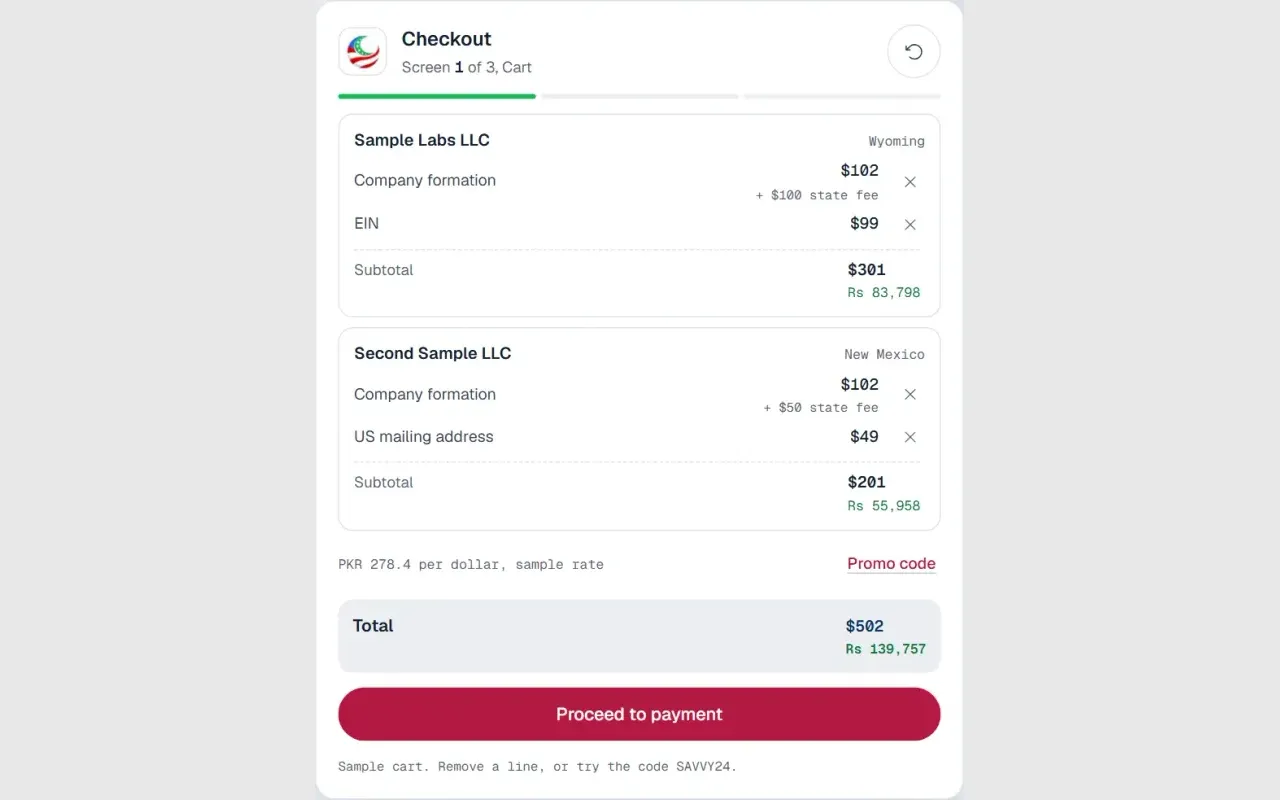 Checkout
Screen 1 of 3, Cart
Sample Labs LLC
Wyoming
Company formation
$102
+ $100 state fee
EIN
$99
Subtotal
$301
Rs 83,798
Second Sample LLC
New Mexico
Company formation
$102
+ $50 state fee
US mailing address
$49
Subtotal
$201
Rs 55,958
PKR 278.4 per dollar, sample rate
Promo code
Total
$502
Rs 139,757
Proceed to payment
Sample cart. Remove a line, or try the code SAVVY24.